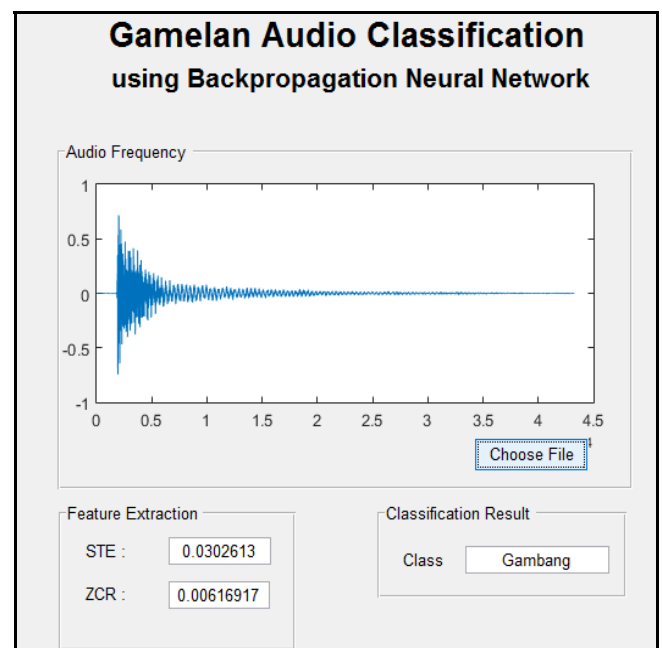 Gamelan Audio Classification
using Backpropagation Neural Network
Audio Frequency
1
0.5
0
-0.5
-1
0 0.5 1 1.5 2 2.5 3 3.5 4 4.5
4
Choose File
Feature Extraction
STE : 0.0302613
ZCR : 0.00616917
Classification Result
Class Gambang